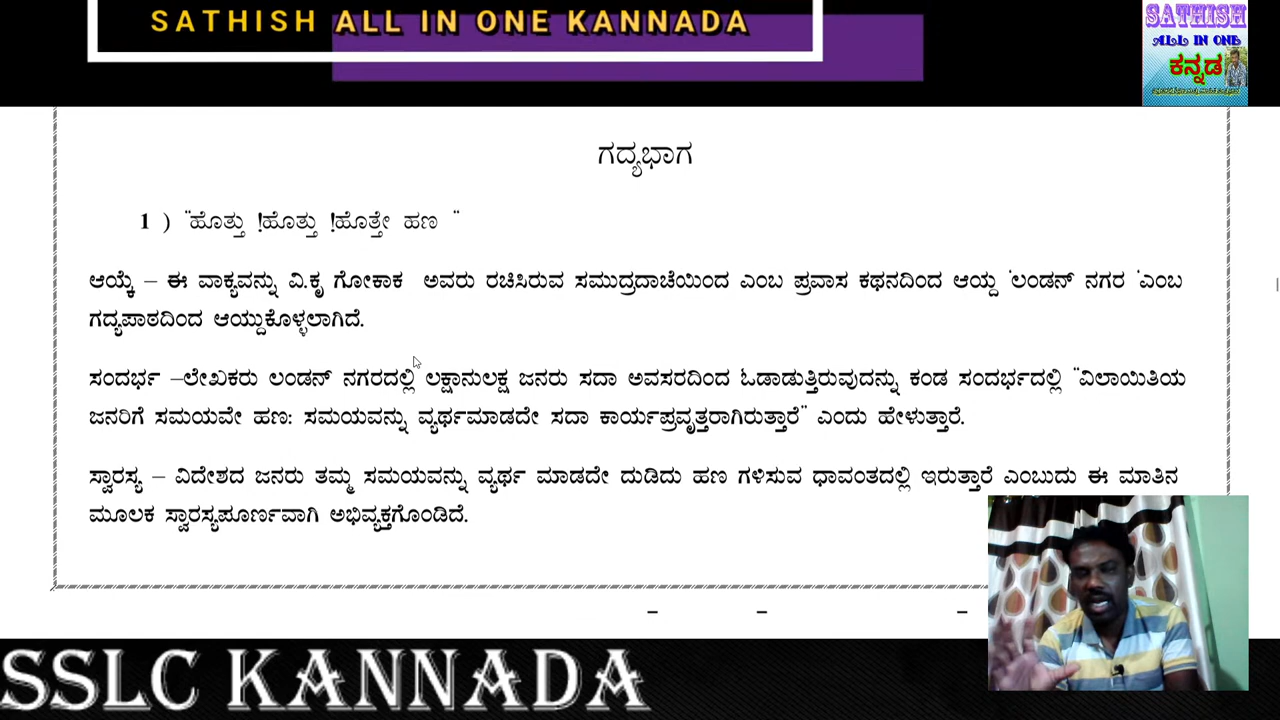 SATHISH ALL IN ONE KANNADA
SATHISH
ALL IN ONE
ಕನ್ನಡ
ಗದ್ಯಭಾಗ
1 ) "ಹೊತ್ತು !ಹೊತ್ತು !ಹೊತ್ತೇ ಹಣ "
ಆಯ್ಕೆ – ಈ ವಾಕ್ಯವನ್ನು ವಿ.ಕೃ ಗೋಕಾಕ ಅವರು ರಚಿಸಿರುವ ಸಮುದ್ರದಾಚೆಯಿಂದ ಎಂಬ ಪ್ರವಾಸ ಕಥನದಿಂದ ಆಯ್ದ 'ಲಂಡನ್ ನಗರ 'ಎಂಬ
ಗದ್ಯಪಾಠದಿಂದ ಆಯ್ದುಕೊಳ್ಳಲಾಗಿದೆ.
ಸಂದರ್ಭ –ಲೇಖಕರು ಲಂಡನ್ ನಗರದಲ್ಲಿ ಲಕ್ಷಾನುಲಕ್ಷ ಜನರು ಸದಾ ಅವಸರದಿಂದ ಓಡಾಡುತ್ತಿರುವುದನ್ನು ಕಂಡ ಸಂದರ್ಭದಲ್ಲಿ "ವಿಲಾಯಿತಿಯ
ಜನರಿಗೆ ಸಮಯವೇ ಹಣ: ಸಮಯವನ್ನು ವ್ಯರ್ಥಮಾಡದೇ ಸದಾ ಕಾರ್ಯಪ್ರವೃತ್ತರಾಗಿರುತ್ತಾರೆ" ಎಂದು ಹೇಳುತ್ತಾರೆ.
ಸ್ವಾರಸ್ಯ – ವಿದೇಶದ ಜನರು ತಮ್ಮ ಸಮಯವನ್ನು ವ್ಯರ್ಥ ಮಾಡದೇ ದುಡಿದು ಹಣ ಗಳಿಸುವ ಧಾವಂತದಲ್ಲಿ ಇರುತ್ತಾರೆ ಎಂಬುದು ಈ ಮಾತಿನ
ಮೂಲಕ ಸ್ವಾರಸ್ಯಪೂರ್ಣವಾಗಿ ಅಭಿವ್ಯಕ್ತಗೊಂಡಿದೆ.
SSLC KANNADA